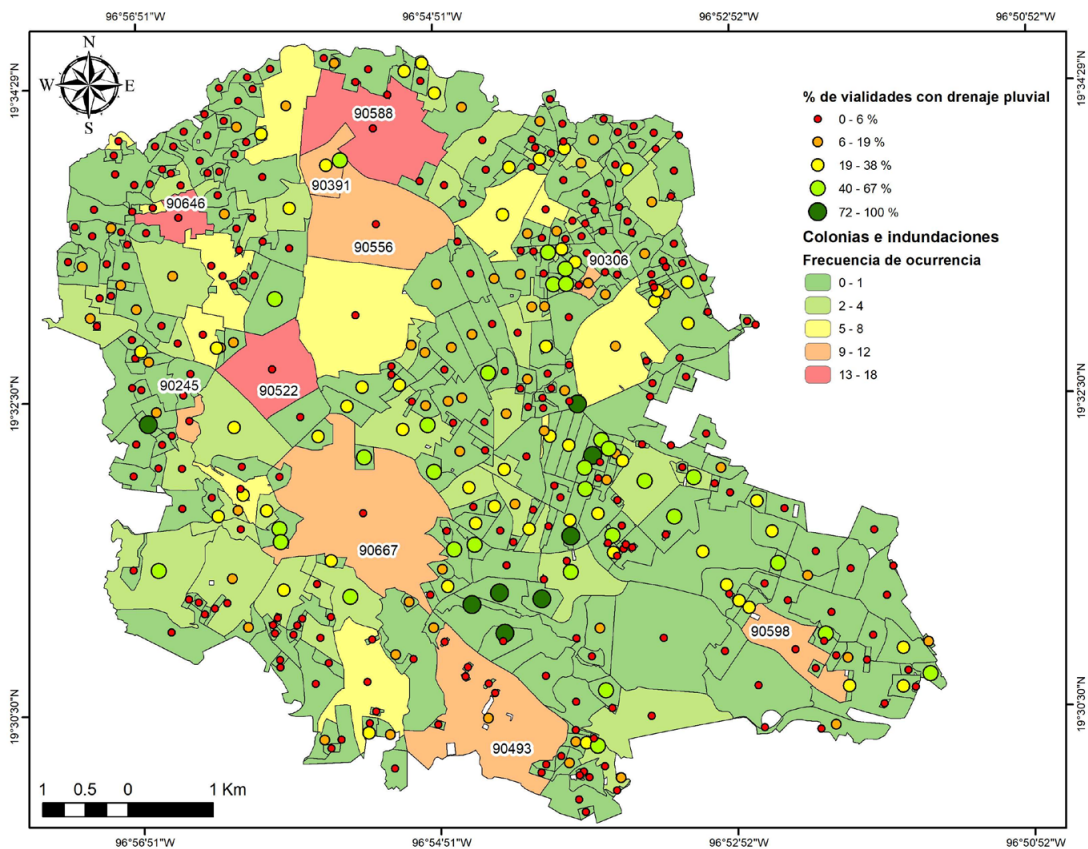 96°56'51"W 96°54'51"W 96°52'52"W 96°50'52"W
N
W E
S
19°34'29"N
19°34'29"N
% de vialidades con drenaje pluvial
0 - 6 %
6 - 19 %
19 - 38 %
40 - 67 %
72 - 100 %
Colonias e indundaciones
Frecuencia de ocurrencia
0 - 1
2 - 4
5 - 8
9 - 12
13 - 18
90588
90391
90646
90556
90306
90522
90245
19°32'30"N
19°32'30"N
90667
90598
90493
19°30'30"N
19°30'30"N
1 0.5 0 1 Km
96°56'51"W 96°54'51"W 96°52'52"W 96°50'52"W